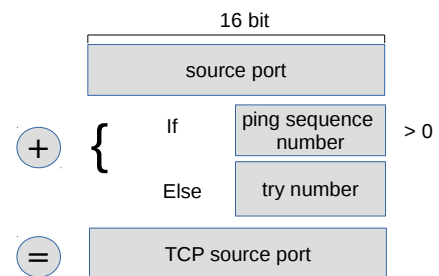 16 bit
source port
+ { If ping sequence number > 0
Else try number
= TCP source port